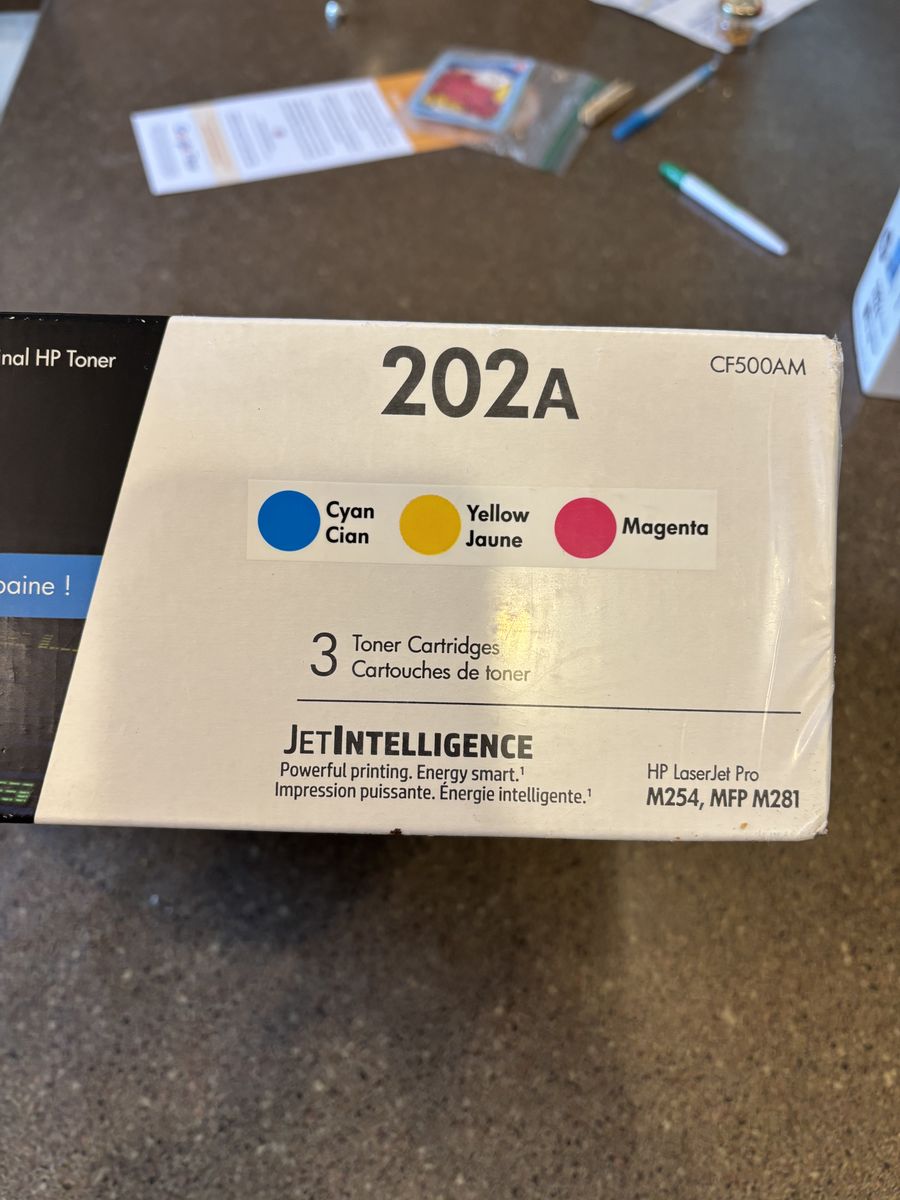 nal HP Toner
202A
CF500AM
Cyan
Cian
Yellow
Jaune
Magenta
paine !
3 Toner Cartridges
Cartouches de toner
JETINTELLIGENCE
Powerful printing. Energy smart.¹
Impression puissante. Énergie intelligente.¹
HP LaserJet Pro
M254, MFP M281